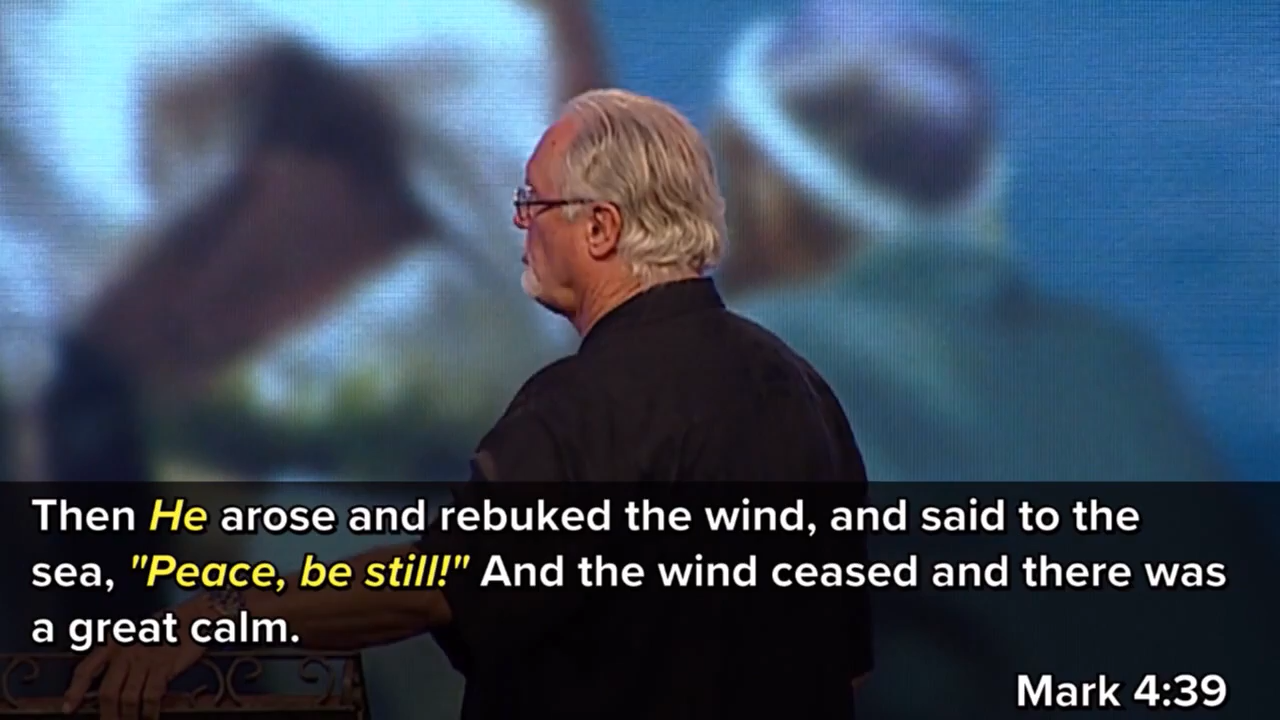 Then He arose and rebuked the wind, and said to the
sea, "Peace, be still!" And the wind ceased and there was
a great calm.
Mark 4:39